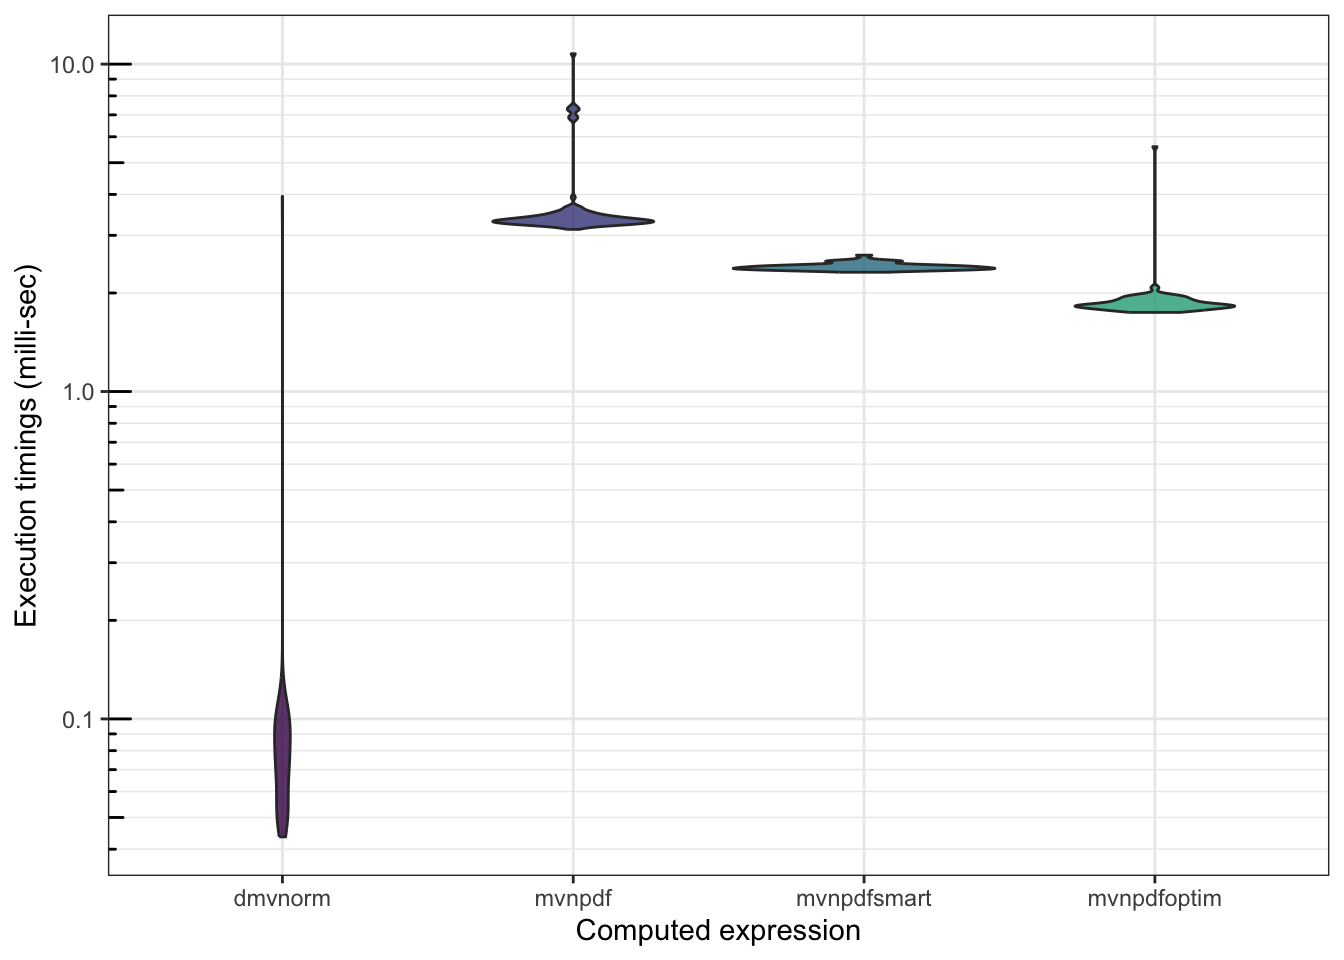 10.0
1.0
0.1
Execution timings (milli-sec)
dmvnorm mvnpdf mvnpdfsmart mvnpdfoptim
Computed expression